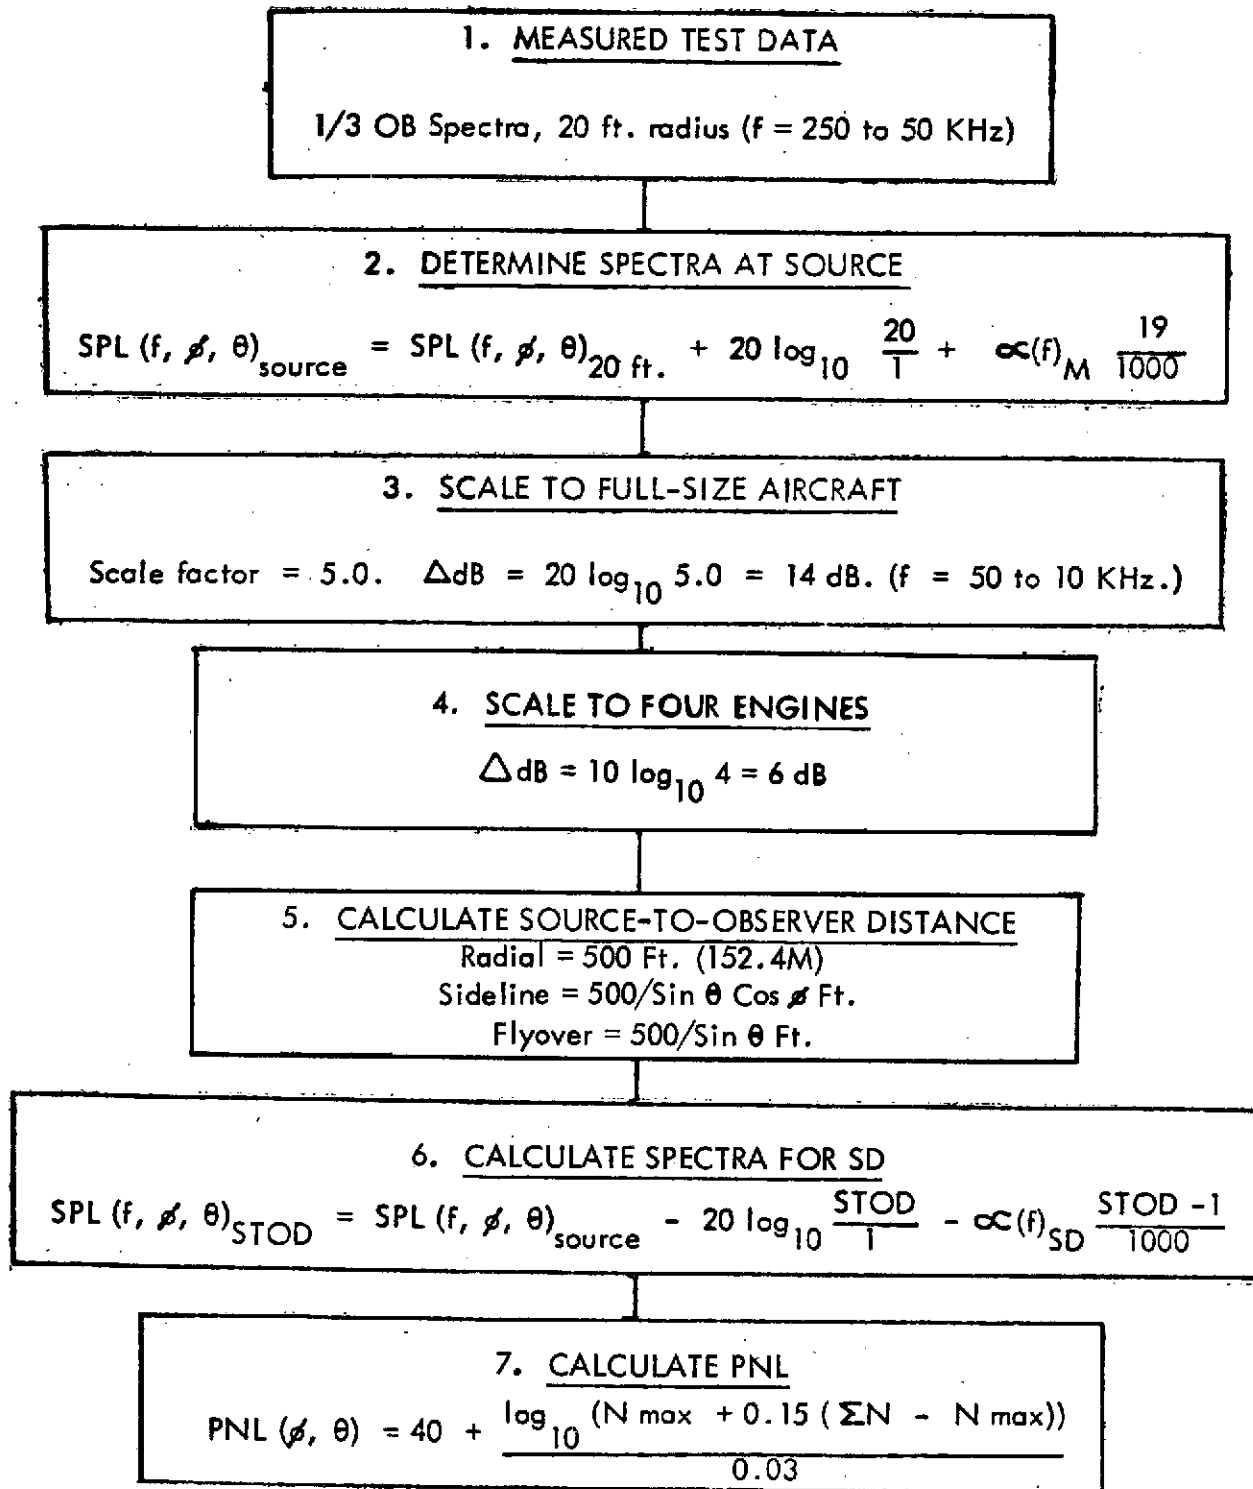 1. MEASURED TEST DATA
1/3 OB Spectra, 20 ft. radius (f = 250 to 50 KHz)
2. DETERMINE SPECTRA AT SOURCE
SPL (f, ø, θ)source = SPL (f, ø, θ)20 ft. + 20 log10 20/1 + ∝(f)M 19/1000
3. SCALE TO FULL-SIZE AIRCRAFT
Scale factor = 5.0. ΔdB = 20 log10 5.0 = 14 dB. (f = 50 to 10 KHz.)
4. SCALE TO FOUR ENGINES
ΔdB = 10 log10 4 = 6 dB
5. CALCULATE SOURCE-TO-OBSERVER DISTANCE
Radial = 500 Ft. (152.4M)
Sideline = 500/Sin θ Cos ø Ft.
Flyover = 500/Sin θ Ft.
6. CALCULATE SPECTRA FOR SD
SPL (f, ø, θ)STOD = SPL (f, ø, θ)source - 20 log10 STOD/1 - ∝(f)SD STOD -1/1000
7. CALCULATE PNL
PNL (ø, θ) = 40 + log10 (N max + 0.15 (ΣN - N max))/0.03